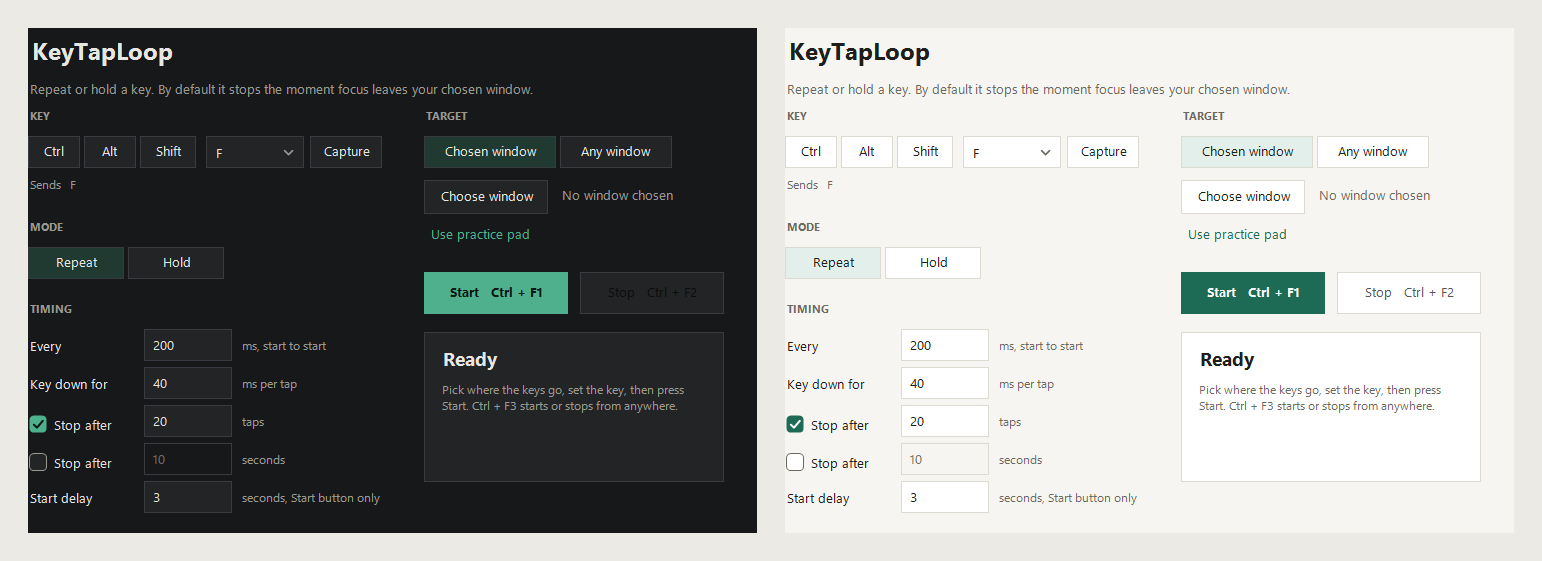 KeyTapLoop
Repeat or hold a key. By default it stops the moment focus leaves your chosen window.
KEY
Ctrl Alt Shift F Capture
Sends F
MODE
Repeat Hold
TIMING
Every 200 ms, start to start
Key down for 40 ms per tap
Stop after 20 taps
Stop after 10 seconds
Start delay 3 seconds, Start button only
TARGET
Chosen window Any window
Choose window No window chosen
Use practice pad
Start Ctrl + F1 Stop Ctrl + F2
Ready
Pick where the keys go, set the key, then press
Start. Ctrl + F3 starts or stops from anywhere.
KeyTapLoop
Repeat or hold a key. By default it stops the moment focus leaves your chosen window.
KEY
Ctrl Alt Shift F Capture
Sends F
MODE
Repeat Hold
TIMING
Every 200 ms, start to start
Key down for 40 ms per tap
Stop after 20 taps
Stop after 10 seconds
Start delay 3 seconds, Start button only
TARGET
Chosen window Any window
Choose window No window chosen
Use practice pad
Start Ctrl + F1 Stop Ctrl + F2
Ready
Pick where the keys go, set the key, then press
Start. Ctrl + F3 starts or stops from anywhere.